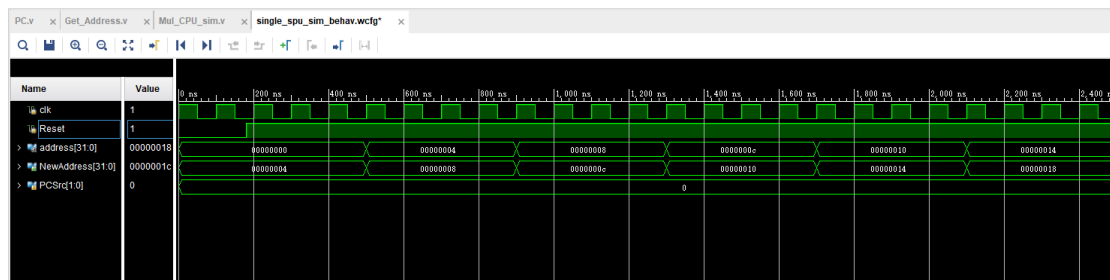 PC.v × Get_Address.v × Mul_CPU_sim.v × single_spu_sim_behav.wcfg* ×
Name Value 0 ns 200 ns 400 ns 600 ns 800 ns 1,000 ns 1,200 ns 1,400 ns 1,600 ns 1,800 ns 2,000 ns 2,200 ns 2,400
clk 1
Reset 1
address[31:0] 00000018 00000000 00000004 00000008 0000000c 00000010 00000014
NewAddress[31:0] 0000001c 00000004 00000008 0000000c 00000010 00000014 00000018
PCSrc[1:0] 0 0